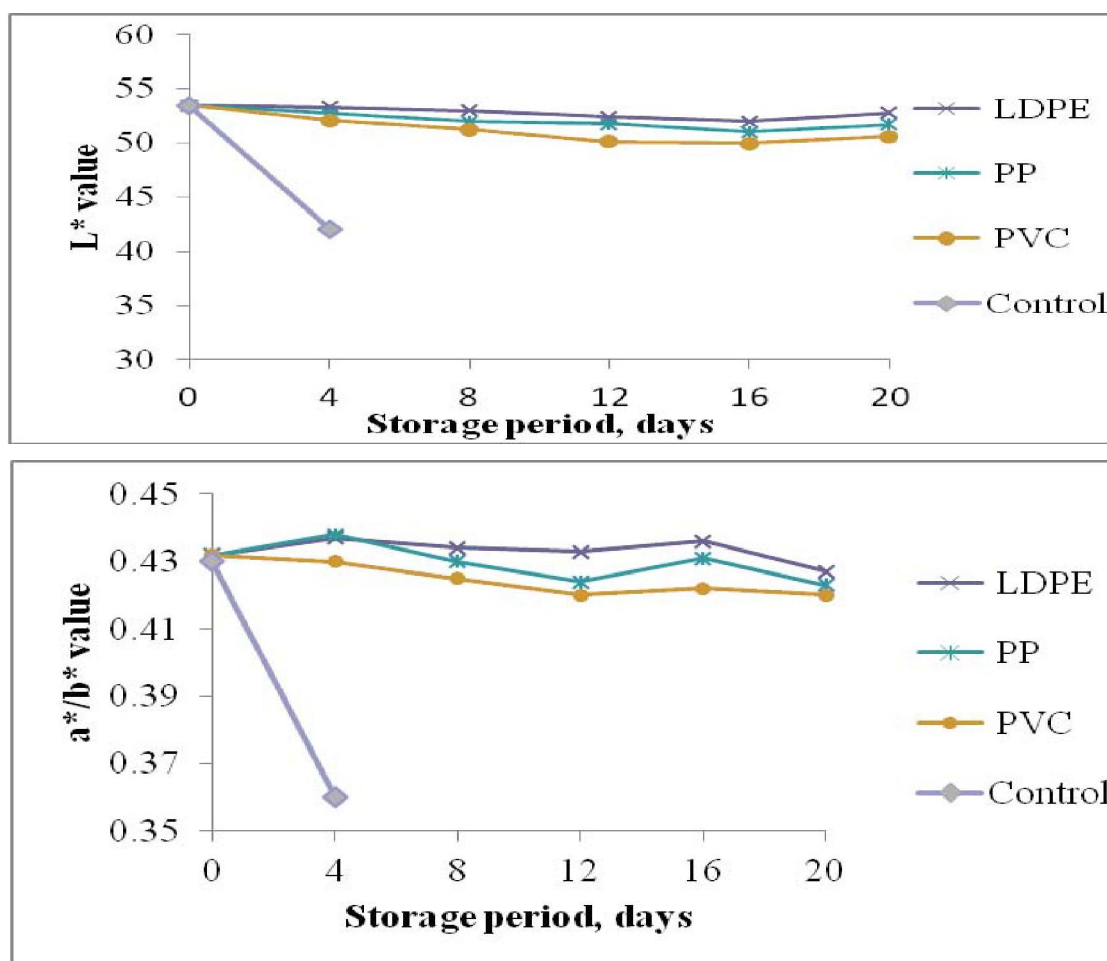 60
55
50
45
40
35
30
L* value
0 4 8 12 16 20
Storage period, days
LDPE
PP
PVC
Control
0.45
0.43
0.41
0.39
0.37
0.35
a*/b* value
0 4 8 12 16 20
Storage period, days
LDPE
PP
PVC
Control